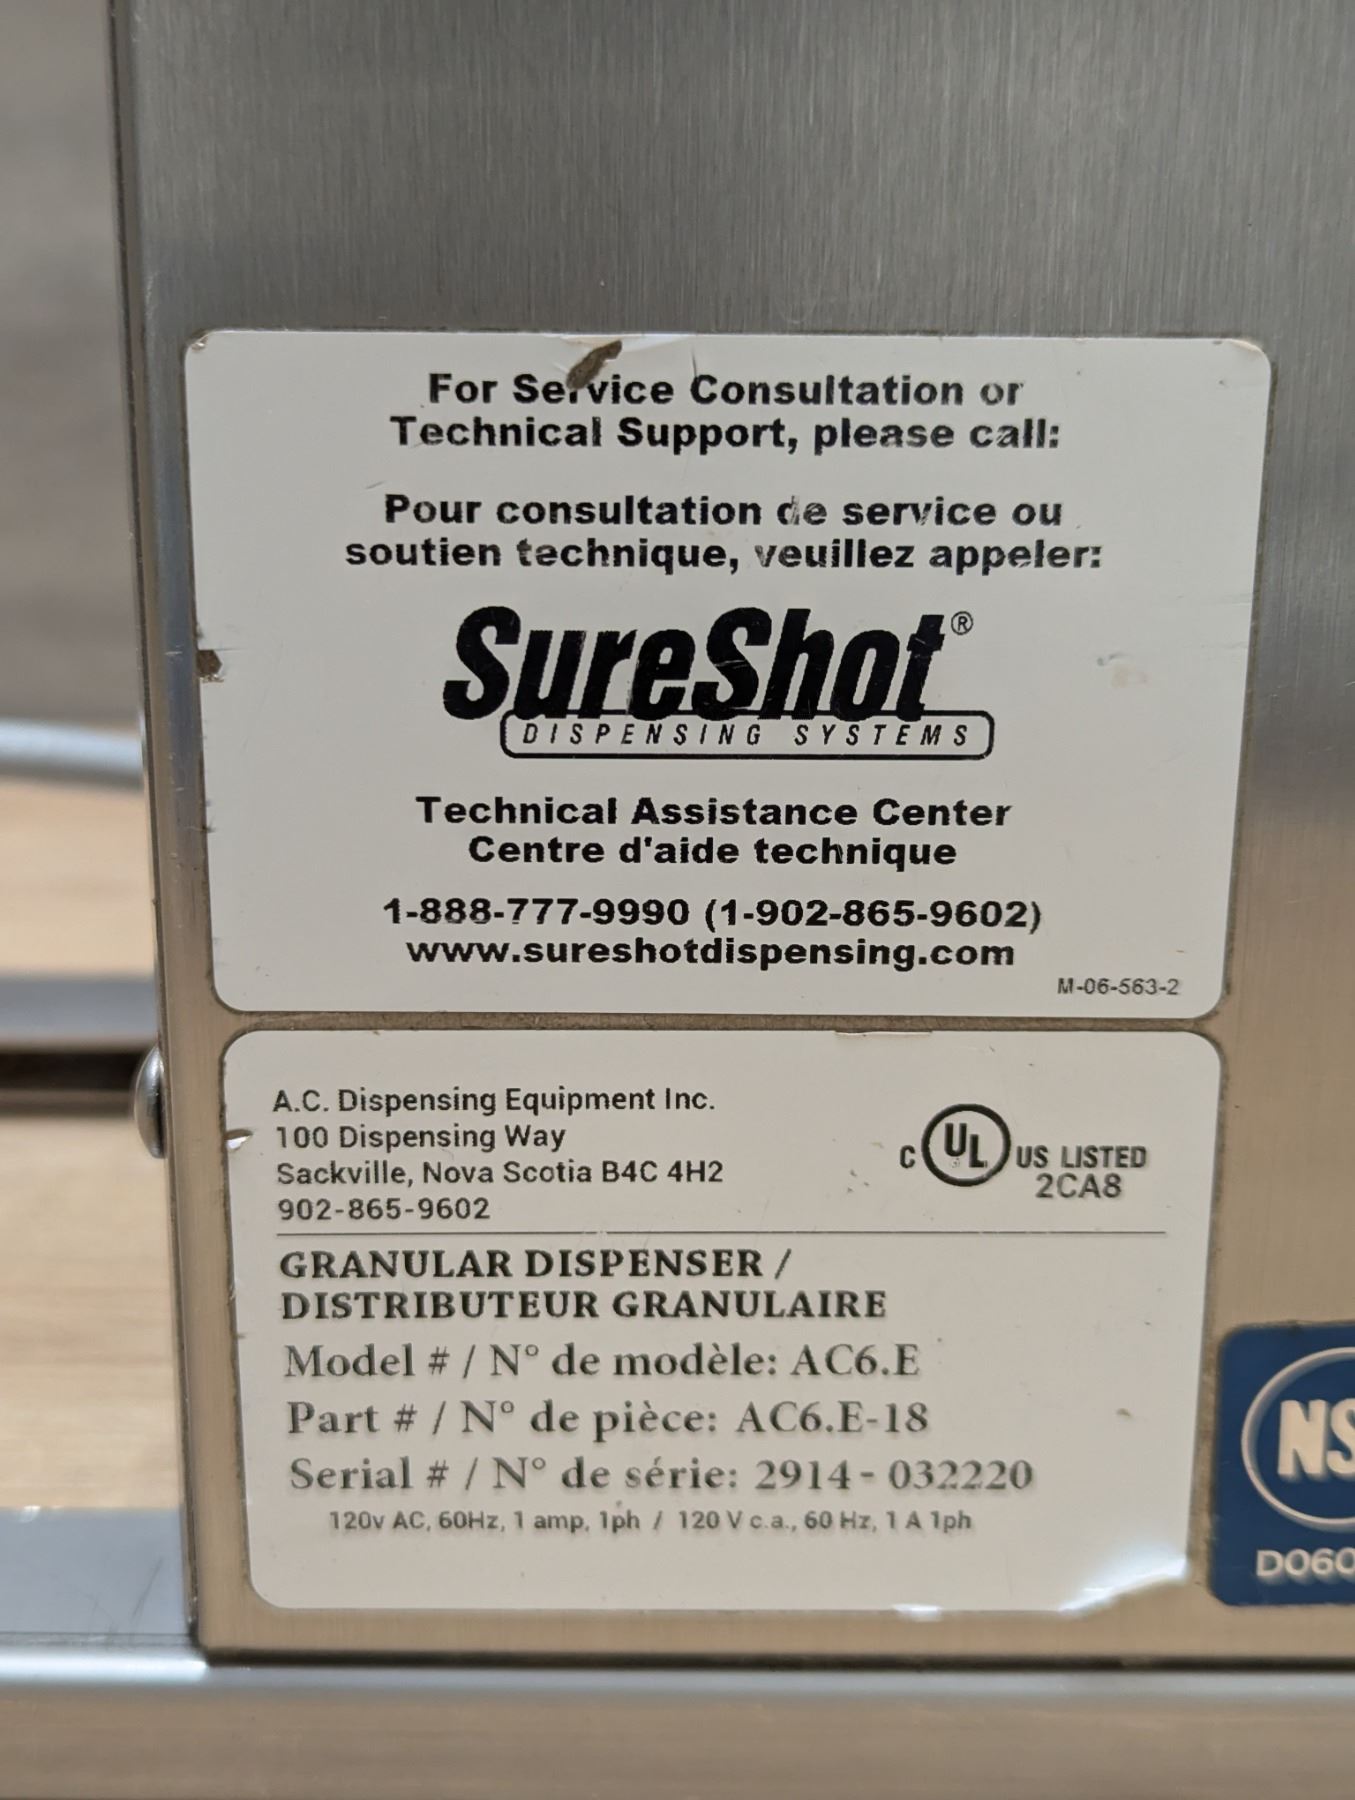 For Service Consultation or
Technical Support, please call:
Pour consultation de service ou
soutien technique, veuillez appeler:
SureShot®
DISPENSING SYSTEMS
Technical Assistance Center
Centre d'aide technique
1-888-777-9990 (1-902-865-9602)
www.sureshotdispensing.com
M-06-563-2
A.C. Dispensing Equipment Inc.
100 Dispensing Way
Sackville, Nova Scotia B4C 4H2
902-865-9602
C UL US LISTED
2CA8
GRANULAR DISPENSER /
DISTRIBUTEUR GRANULAIRE
Model # / N° de modèle: AC6.E
Part # / N° de pièce: AC6.E-18
Serial # / N° de série: 2914 - 032220
120v AC, 60Hz, 1 amp, 1ph / 120 V c.a., 60 Hz, 1 A 1ph
NS
D060